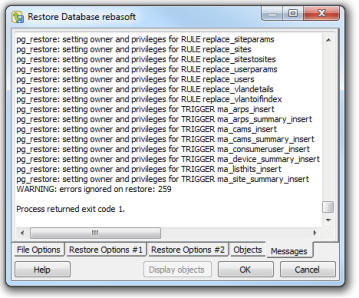 Restore Database rebasoft
pg_restore: setting owner and privileges for RULE replace_siteparams
pg_restore: setting owner and privileges for RULE replace_sites
pg_restore: setting owner and privileges for RULE replace_sitestosites
pg_restore: setting owner and privileges for RULE replace_userparams
pg_restore: setting owner and privileges for RULE replace_users
pg_restore: setting owner and privileges for RULE replace_vlandetails
pg_restore: setting owner and privileges for RULE replace_vlantoifindex
pg_restore: setting owner and privileges for TRIGGER ma_arps_insert
pg_restore: setting owner and privileges for TRIGGER ma_arps_summary_insert
pg_restore: setting owner and privileges for TRIGGER ma_cams_insert
pg_restore: setting owner and privileges for TRIGGER ma_cams_summary_insert
pg_restore: setting owner and privileges for TRIGGER ma_consumeruser_insert
pg_restore: setting owner and privileges for TRIGGER ma_device_summary_insert
pg_restore: setting owner and privileges for TRIGGER ma_listhits_insert
pg_restore: setting owner and privileges for TRIGGER ma_site_summary_insert
WARNING: errors ignored on restore: 259
Process returned exit code 1.
File Options Restore Options #1 Restore Options #2 Objects Messages
Help Display objects OK Cancel